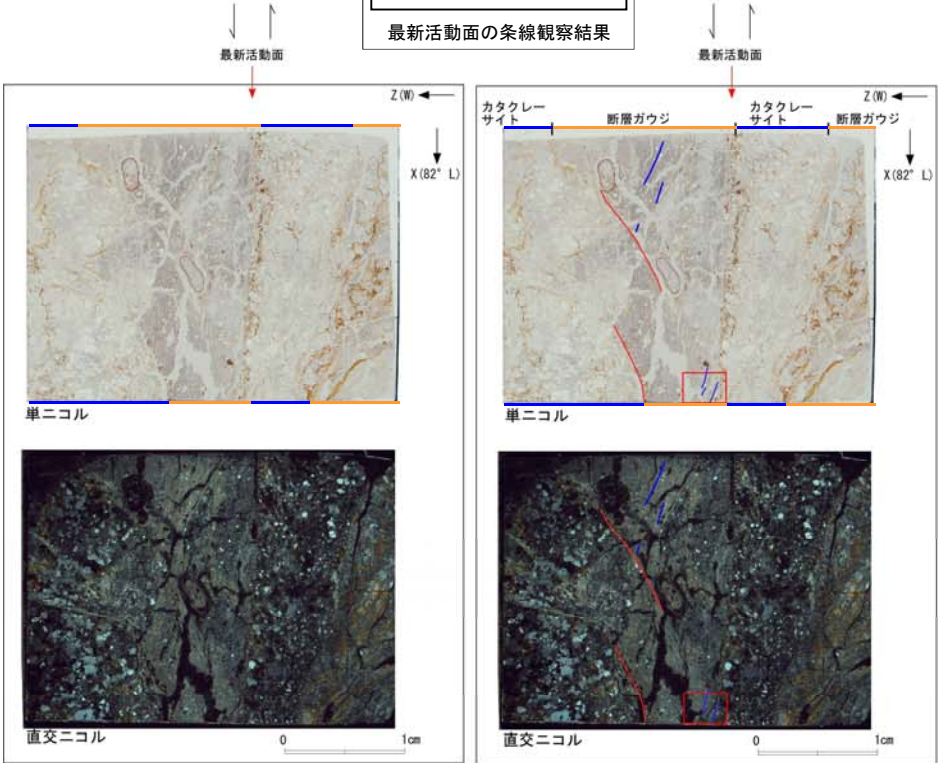 最新活動面の条線観察結果
最新活動面
最新活動面
Z(W)
X(82° L)
単ニコル
直交ニコル
0 1cm
Z(W)
カタクレー
サイト
断層ガウジ
カタクレー
サイト
断層ガウジ
X(82° L)
単ニコル
直交ニコル
0 1cm